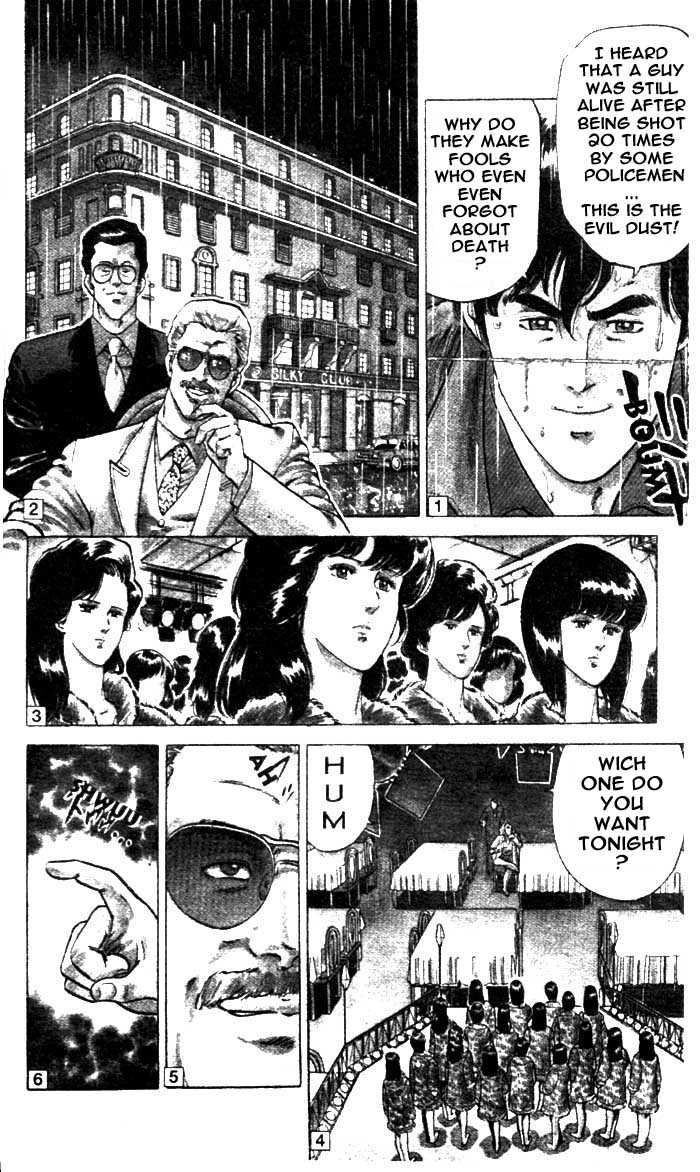 I HEARD
THAT A GUY
WAS STILL
ALIVE AFTER
BEING SHOT
20 TIMES
BY SOME
POLICEMEN
...
THIS IS THE
EVIL DUST!
WHY DO
THEY MAKE
FOOLS
WHO EVEN
EVEN
FORGOT
ABOUT
DEATH
?
BOUM
1
SILKY CLUB
2
3
WICH
ONE DO
YOU
WANT
TONIGHT
?
HUM
4
AH
5
SHWUU
...
6